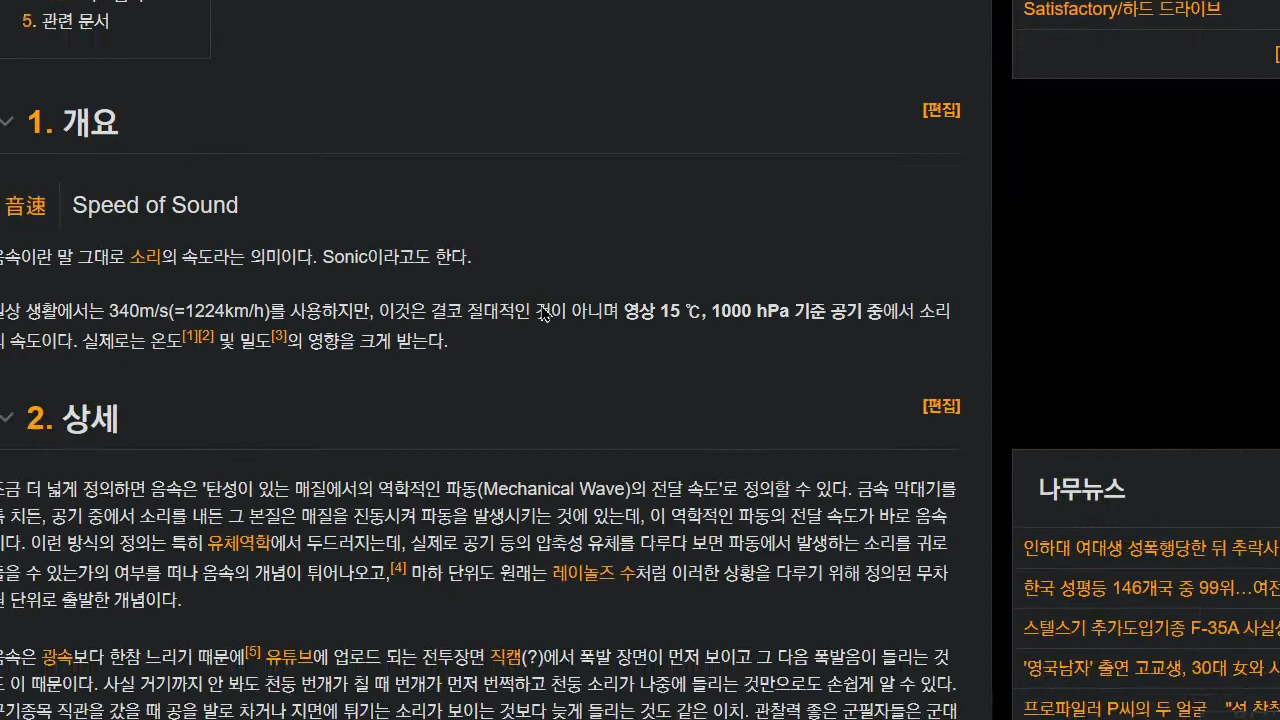 5. 관련 문서
Satisfactory/하드 드라이브
[
1. 개요
[편집]
音速
Speed of Sound
음속이란 말 그대로 소리의 속도라는 의미이다. Sonic이라고도 한다.
일상 생활에서는 340m/s(=1224km/h)를 사용하지만, 이것은 결코 절대적인 것이 아니며 영상 15 ℃, 1000 hPa 기준 공기 중에서 소리
의 속도이다. 실제로는 온도[1][2] 및 밀도[3]의 영향을 크게 받는다.
2. 상세
[편집]
조금 더 넓게 정의하면 음속은 '탄성이 있는 매질에서의 역학적인 파동(Mechanical Wave)의 전달 속도'로 정의할 수 있다. 금속 막대기를
치든, 공기 중에서 소리를 내든 그 본질은 매질을 진동시켜 파동을 발생시키는 것에 있는데, 이 역학적인 파동의 전달 속도가 바로 음속
이다. 이런 방식의 정의는 특히 유체역학에서 두드러지는데, 실제로 공기 등의 압축성 유체를 다루다 보면 파동에서 발생하는 소리를 귀로
들을 수 있는가의 여부를 떠나 음속의 개념이 튀어나오고,[4] 마하 단위도 원래는 레이놀즈 수처럼 이러한 상황을 다루기 위해 정의된 무차
원 단위로 출발한 개념이다.
음속은 광속보다 한참 느리기 때문에[5] 유튜브에 업로드 되는 전투장면 직캠(?)에서 폭발 장면이 먼저 보이고 그 다음 폭발음이 들리는 것
도 이 때문이다. 사실 거기까지 안 봐도 천둥 번개가 칠 때 번개가 먼저 번쩍하고 천둥 소리가 나중에 들리는 것만으로도 손쉽게 알 수 있다.
구기종목 직관을 갔을 때 공을 발로 차거나 지면에 튀기는 소리가 보이는 것보다 늦게 들리는 것도 같은 이치. 관찰력 좋은 군필자들은 군대
나무뉴스
인하대 여대생 성폭행당한 뒤 추락사
한국 성평등 146개국 중 99위…여전
스텔스기 추가도입기종 F-35A 사실상
'영국남자' 출연 고교생, 30대 女와 사
프로파일러 P씨의 두 얼굴 "성 착취